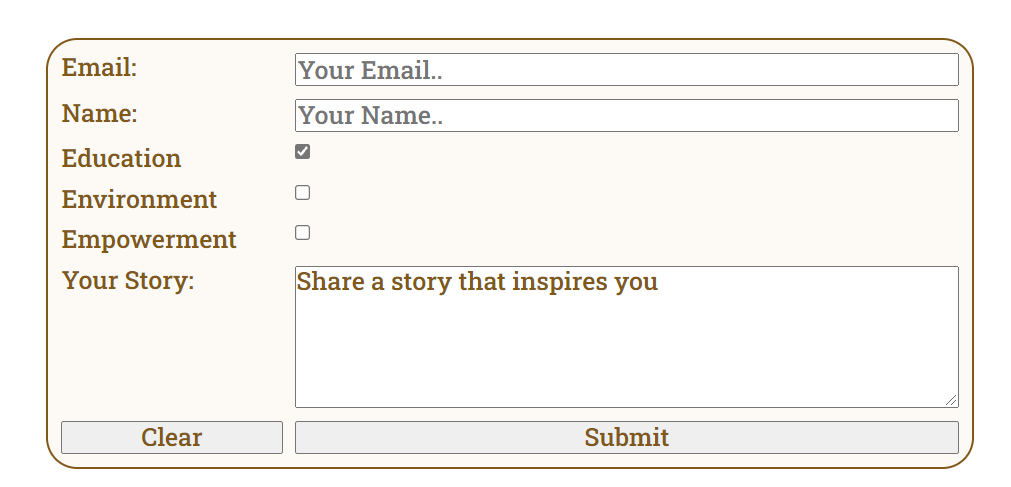 Email: Your Email..
Name: Your Name..
Education
Environment
Empowerment
Your Story: Share a story that inspires you
Clear Submit